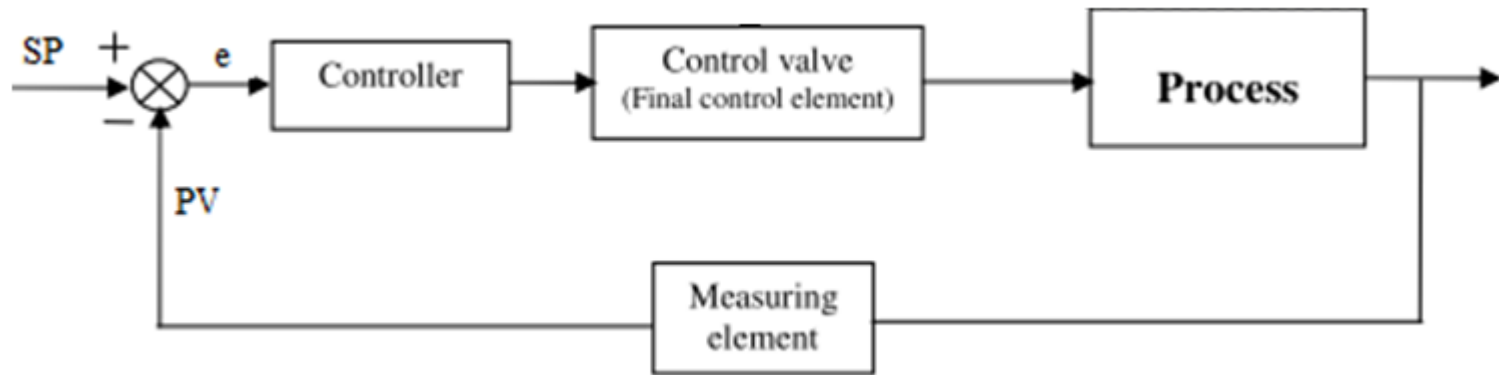 SP
+
−
e
Controller
Control valve
(Final control element)
Process
PV
Measuring
element